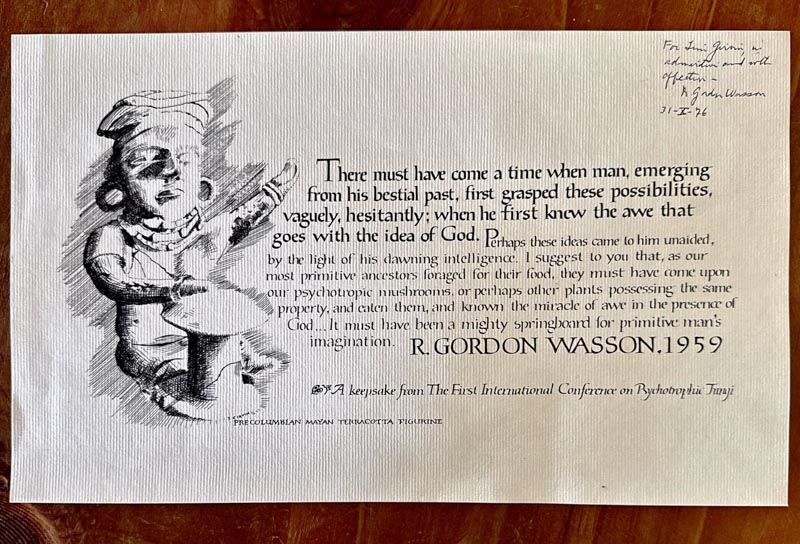 For
admiration and with
affection –
R Gordon Wasson
31-X-76
There must have come a time when man, emerging
from his bestial past, first grasped these possibilities,
vaguely, hesitantly; when he first knew the awe that
goes with the idea of God. Perhaps these ideas came to him unaided,
by the light of his dawning intelligence. I suggest to you that, as our
most primitive ancestors foraged for their food, they must have come upon
our psychotropic mushrooms, or perhaps other plants possessing the same
property, and eaten them, and known the miracle of awe in the presence of
God... It must have been a mighty springboard for primitive man's
imagination. R. GORDON WASSON, 1959
A keepsake from The First International Conference on Psychotrophic Fungi
PRECOLUMBIAN MAYAN TERRACOTTA FIGURINE